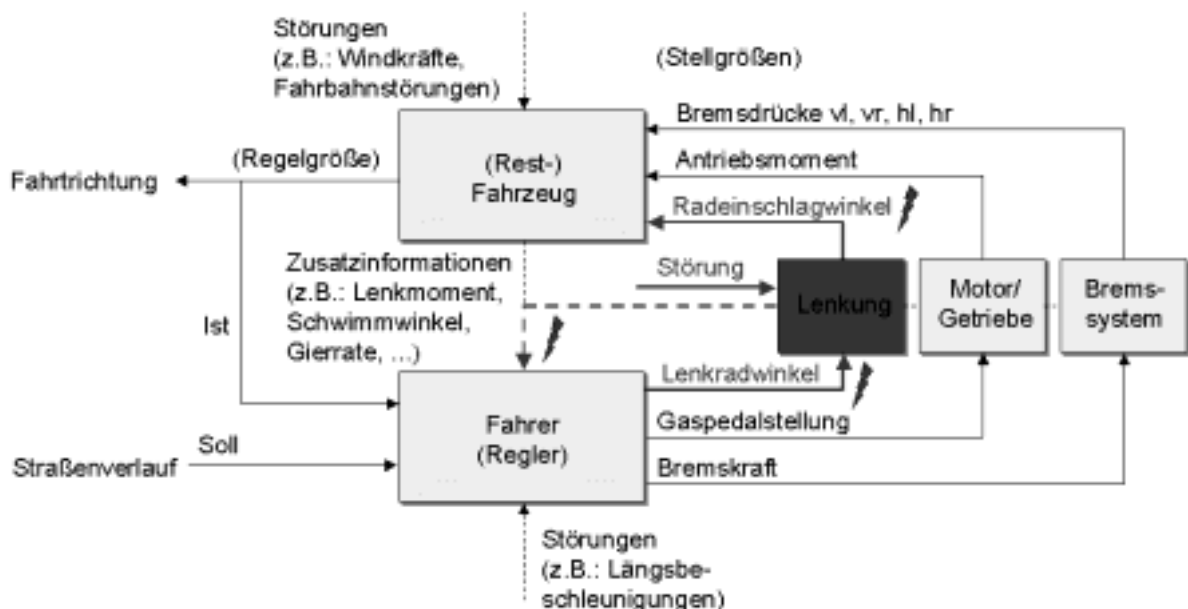 Störungen
(z.B.: Windkräfte,
Fahrbahnstörungen)
(Stellgrößen)
Bremsdrücke vl, vr, hl, hr
(Regelgröße)
Antriebsmoment
Fahrtrichtung
(Rest-)
Fahrzeug
Radeinschlagwinkel
Zusatzinformationen
(z.B.: Lenkmoment,
Schwimmwinkel,
Gierrate, ...)
Störung
Lenkung
Motor/
Getriebe
Brems-
system
Ist
Lenkradwinkel
Fahrer
(Regler)
Gaspedalstellung
Soll
Straßenverlauf
Bremskraft
Störungen
(z.B.: Längsbe-
schleunigungen)